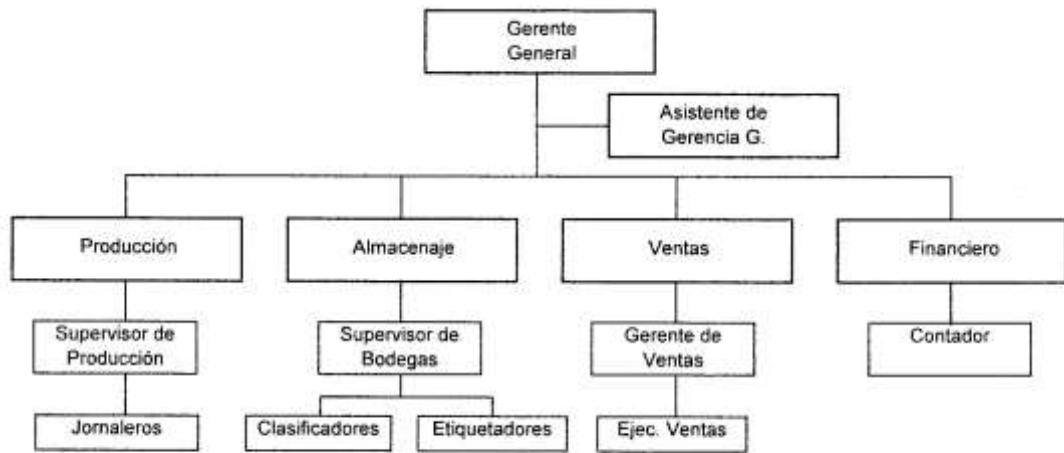 Gerente
General
Asistente de
Gerencia G.
Producción
Almacenaje
Ventas
Financiero
Supervisor de
Producción
Supervisor de
Bodegas
Gerente de
Ventas
Contador
Jornaleros
Clasificadores
Etiquetadores
Ejec. Ventas